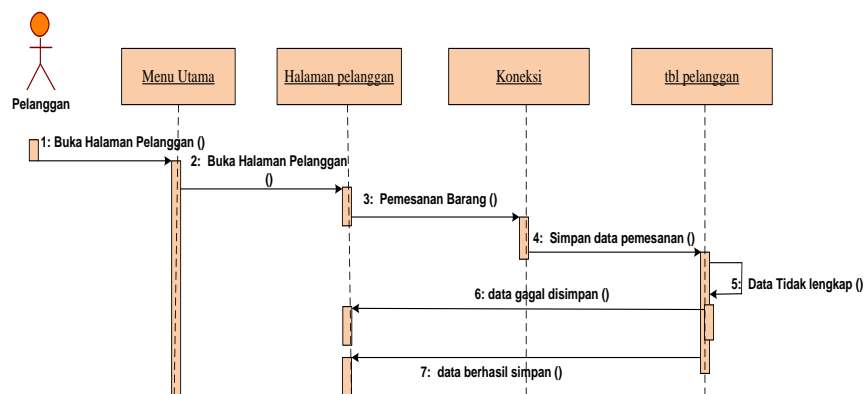 Pelanggan
Menu Utama
Halaman pelanggan
Koneksi
tbl pelanggan
1: Buka Halaman Pelanggan ()
2: Buka Halaman Pelanggan
()
3: Pemesanan Barang ()
4: Simpan data pemesanan ()
5: Data Tidak lengkap ()
6: data gagal disimpan ()
7: data berhasil simpan ()